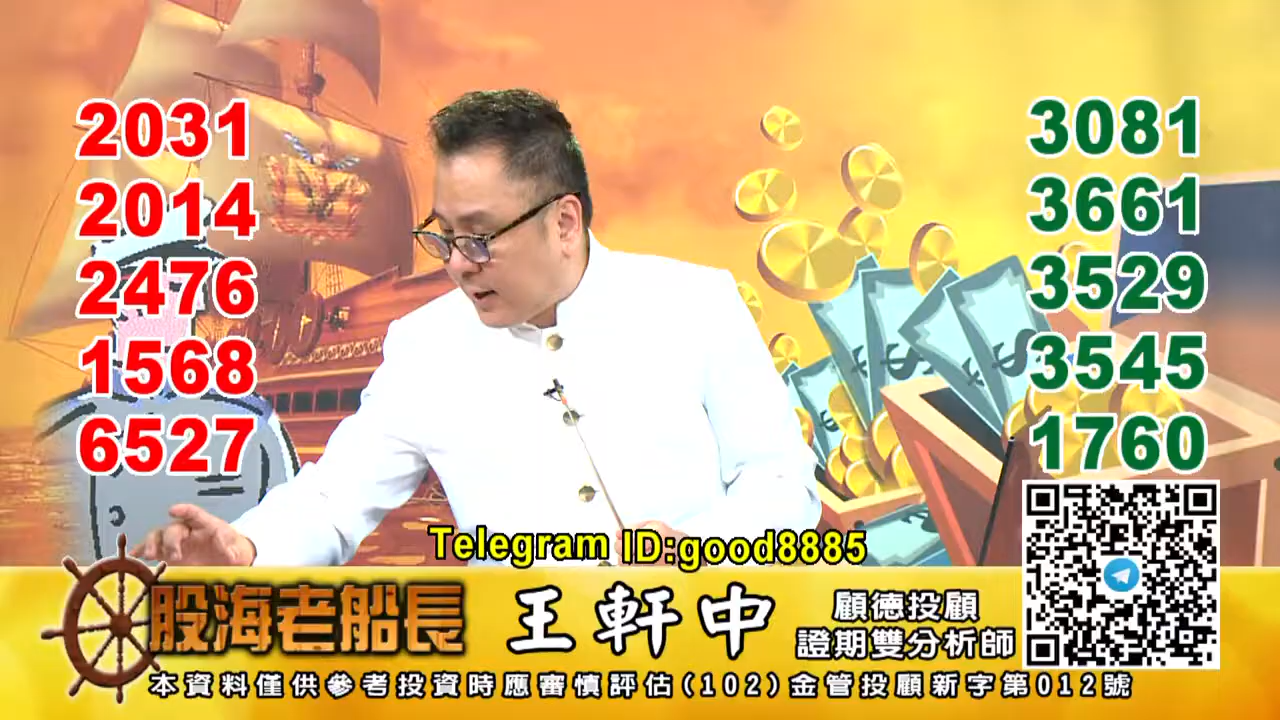 2031
2014
2476
1568
6527
3081
3661
3529
3545
1760
Telegram ID:good8885
股海老船長
王軒中
顧德投顧
證期雙分析師
本資料僅供參考投資時應審慎評估(102)金管投顧新字第012號